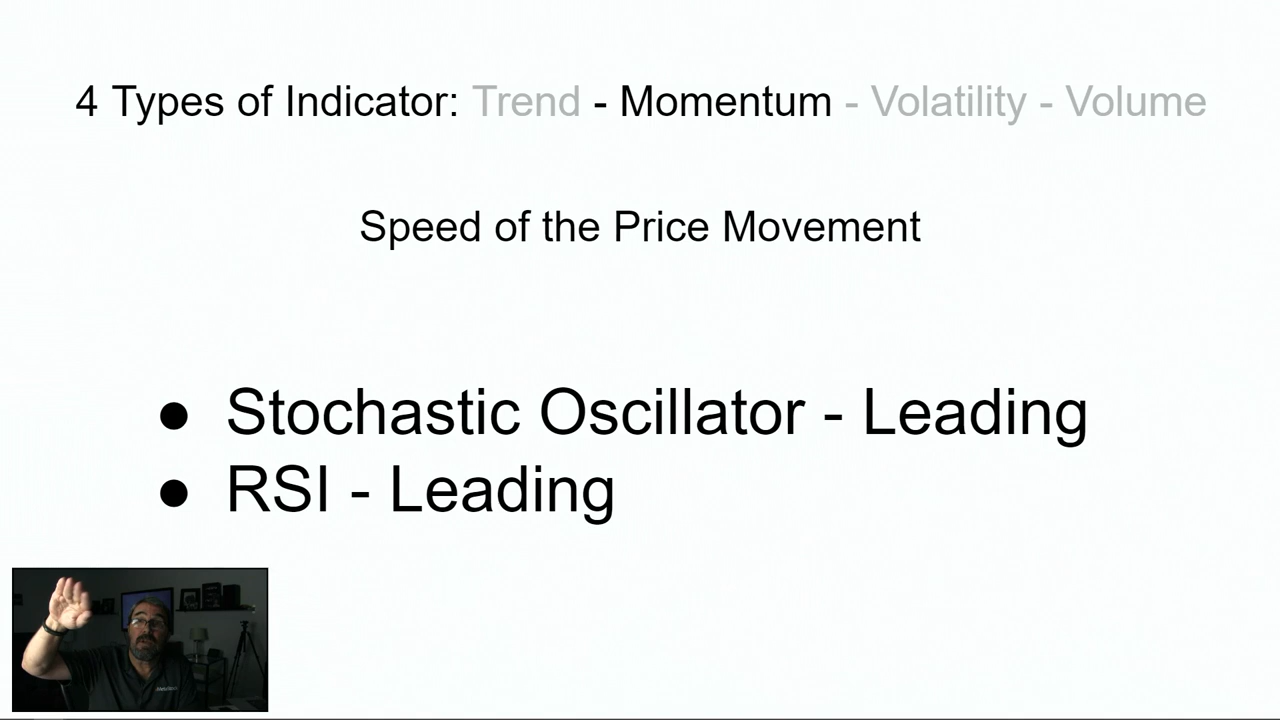 4 Types of Indicator: Trend - Momentum - Volatility - Volume
Speed of the Price Movement
● Stochastic Oscillator - Leading
● RSI - Leading